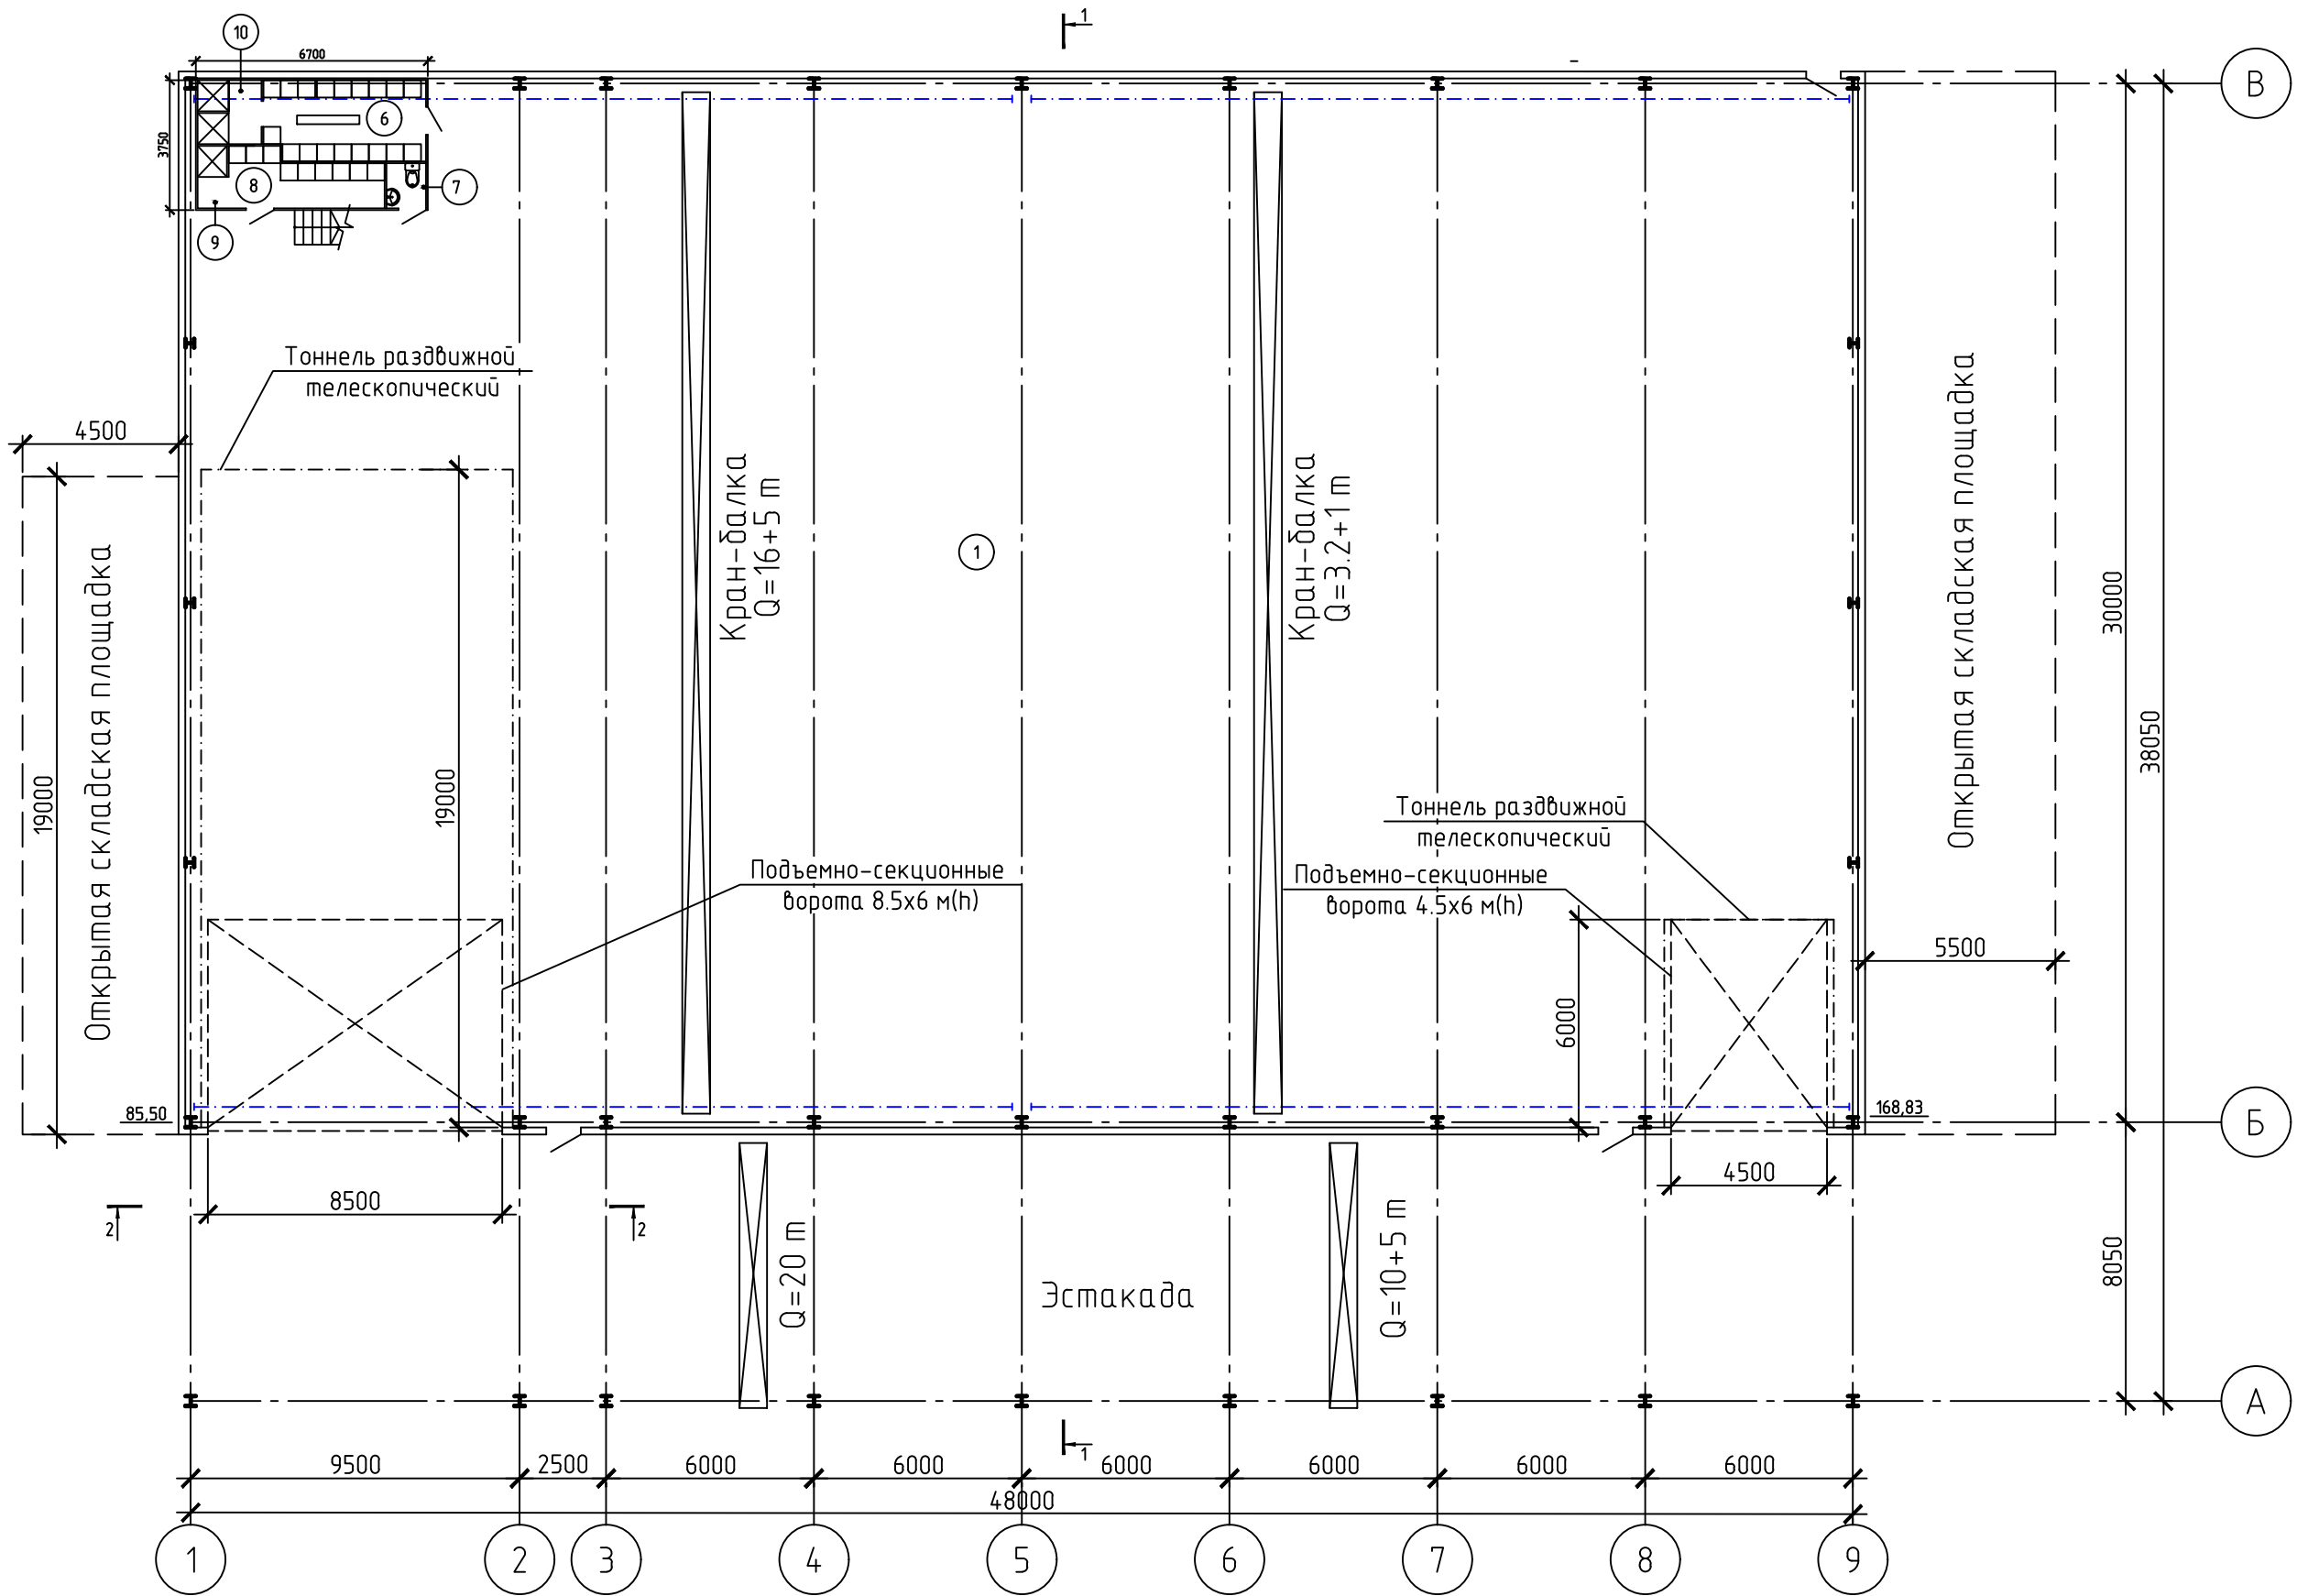 1
10
6700
В
6
3750
8
7
9
Тоннель раздвижной
телескопический
4500
Кран-балка
Q=16+5 т
1
Кран-балка
Q=3.2+1 т
Открытая складская площадка
30000
38050
Открытая складская площадка
19000
19000
Тоннель раздвижной
телескопический
Подъемно-секционные
ворота 8.5х6 м(h)
Подъемно-секционные
ворота 4.5х6 м(h)
5500
6000
85,50
168,83
Б
4500
8500
2
2
Q=20 т
Эстакада
Q=10+5 т
8050
А
1
9500
2500
6000
6000
6000
6000
6000
6000
48000
1
2
3
4
5
6
7
8
9